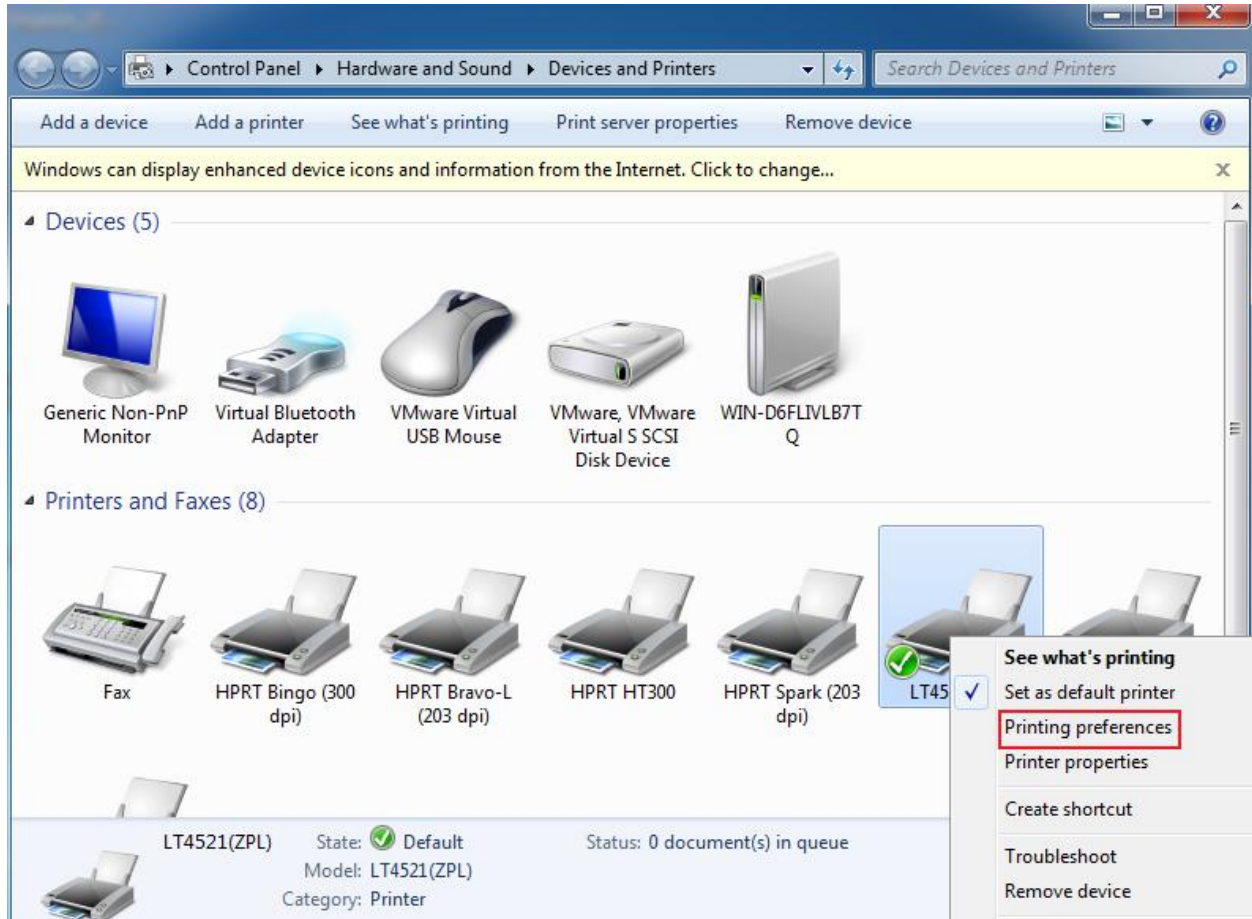 Control Panel ▸ Hardware and Sound ▸ Devices and Printers
Search Devices and Printers
Add a device Add a printer See what's printing Print server properties Remove device
Windows can display enhanced device icons and information from the Internet. Click to change...
Devices (5)
Generic Non-PnP
Monitor
Virtual Bluetooth
Adapter
VMware Virtual
USB Mouse
VMware, VMware
Virtual S SCSI
Disk Device
WIN-D6FLIVLB7T
Q
Printers and Faxes (8)
Fax
HPRT Bingo (300
dpi)
HPRT Bravo-L
(203 dpi)
HPRT HT300
HPRT Spark (203
dpi)
LT45
See what's printing
Set as default printer
Printing preferences
Printer properties
Create shortcut
Troubleshoot
Remove device
LT4521(ZPL) State: Default Status: 0 document(s) in queue
Model: LT4521(ZPL)
Category: Printer